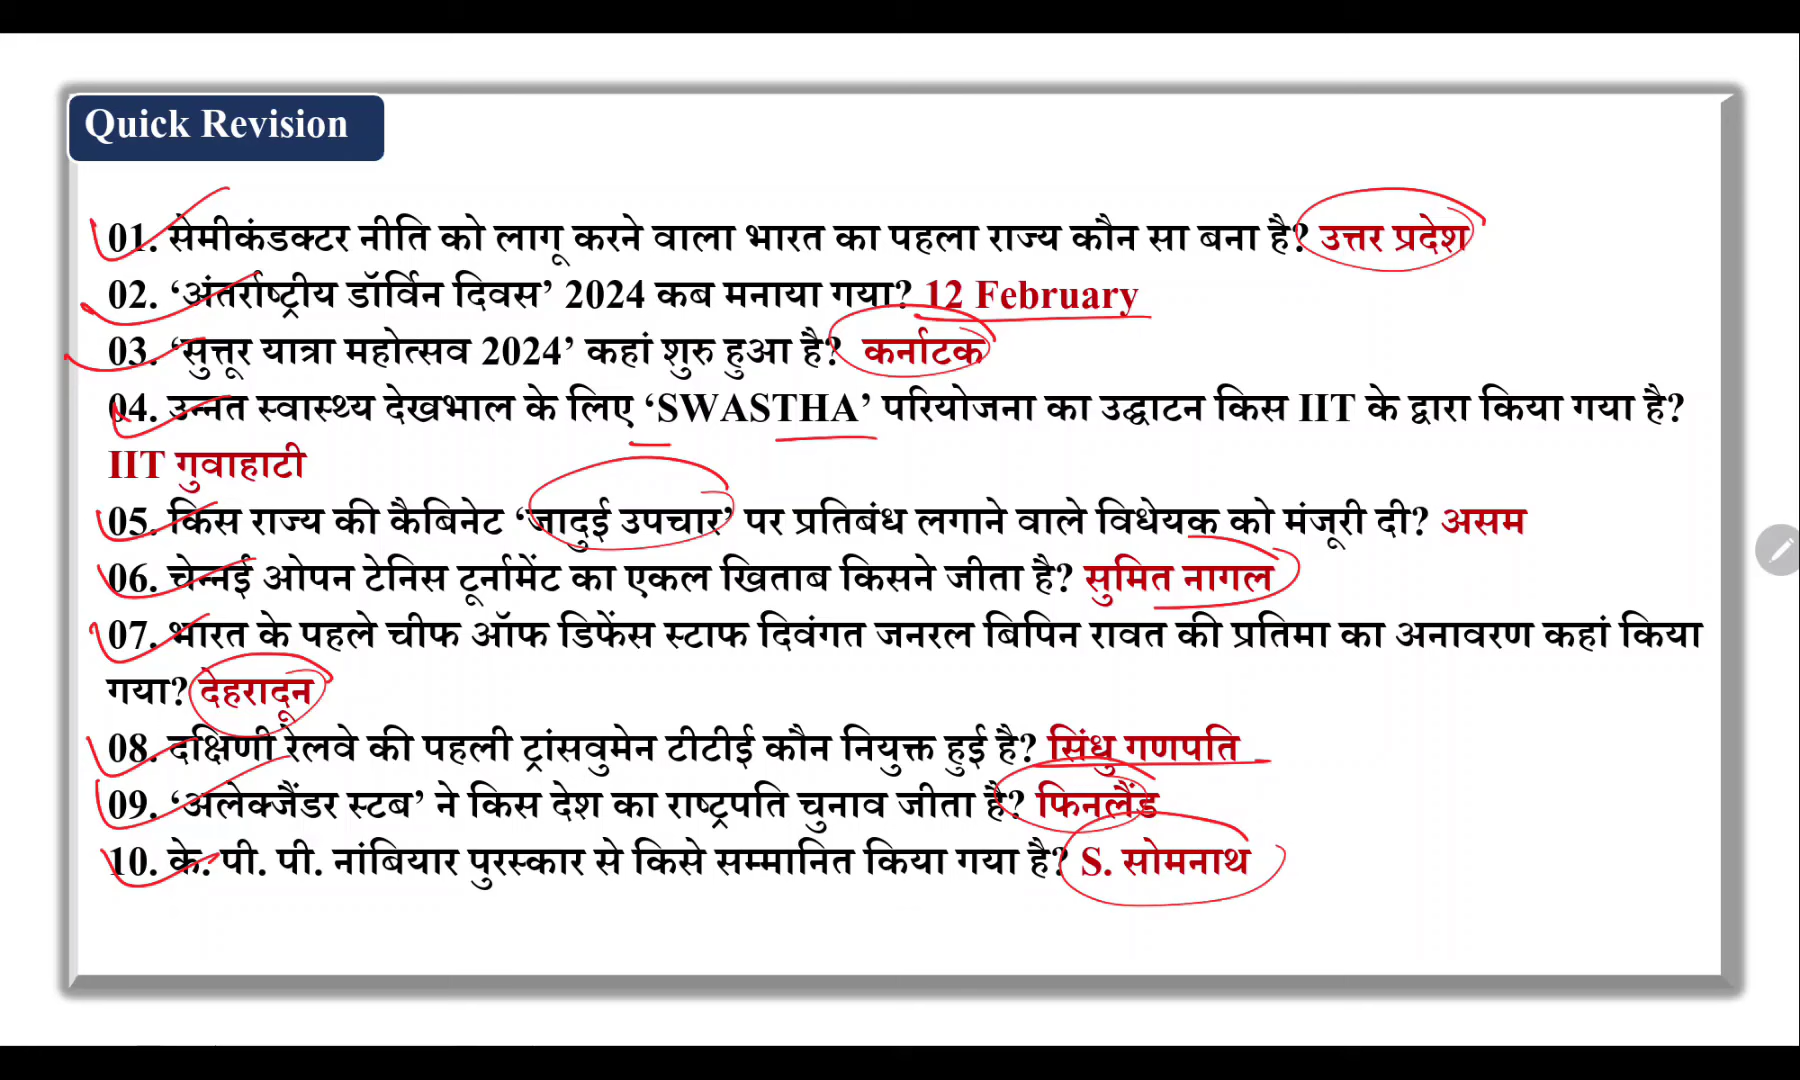 Quick Revision
01. सेमीकंडक्टर नीति को लागू करने वाला भारत का पहला राज्य कौन सा बना है? उत्तर प्रदेश
02. ‘अंतर्राष्ट्रीय डॉर्विन दिवस’ 2024 कब मनाया गया? 12 February
03. ‘सुत्तूर यात्रा महोत्सव 2024’ कहां शुरु हुआ है? कर्नाटक
04. उन्नत स्वास्थ्य देखभाल के लिए ‘SWASTHA’ परियोजना का उद्घाटन किस IIT के द्वारा किया गया है?
IIT गुवाहाटी
05. किस राज्य की कैबिनेट ‘जादुई उपचार’ पर प्रतिबंध लगाने वाले विधेयक को मंजूरी दी? असम
06. चेन्नई ओपन टेनिस टूर्नामेंट का एकल खिताब किसने जीता है? सुमित नागल
07. भारत के पहले चीफ ऑफ डिफेंस स्टाफ दिवंगत जनरल बिपिन रावत की प्रतिमा का अनावरण कहां किया
गया? देहरादून
08. दक्षिणी रेलवे की पहली ट्रांसवुमेन टीटीई कौन नियुक्त हुई है? सिंधु गणपति
09. ‘अलेक्जैंडर स्टब’ ने किस देश का राष्ट्रपति चुनाव जीता है? फिनलैंड
10. के. पी. पी. नांबियार पुरस्कार से किसे सम्मानित किया गया है? S. सोमनाथ